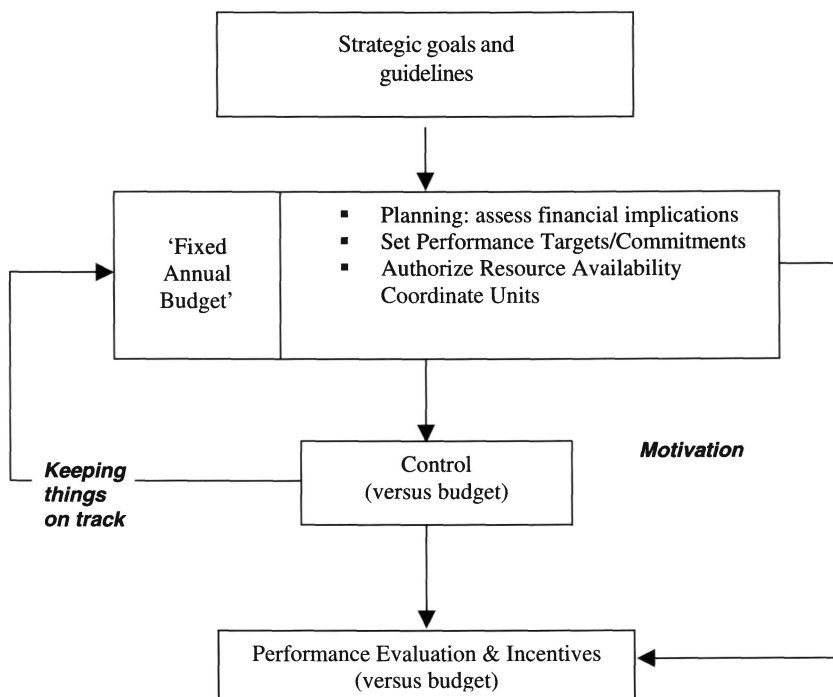 Strategic goals and
guidelines
‘Fixed
Annual
Budget’
▪ Planning: assess financial implications
▪ Set Performance Targets/Commitments
▪ Authorize Resource Availability
Coordinate Units
Control
(versus budget)
Motivation
Keeping
things
on track
Performance Evaluation & Incentives
(versus budget)